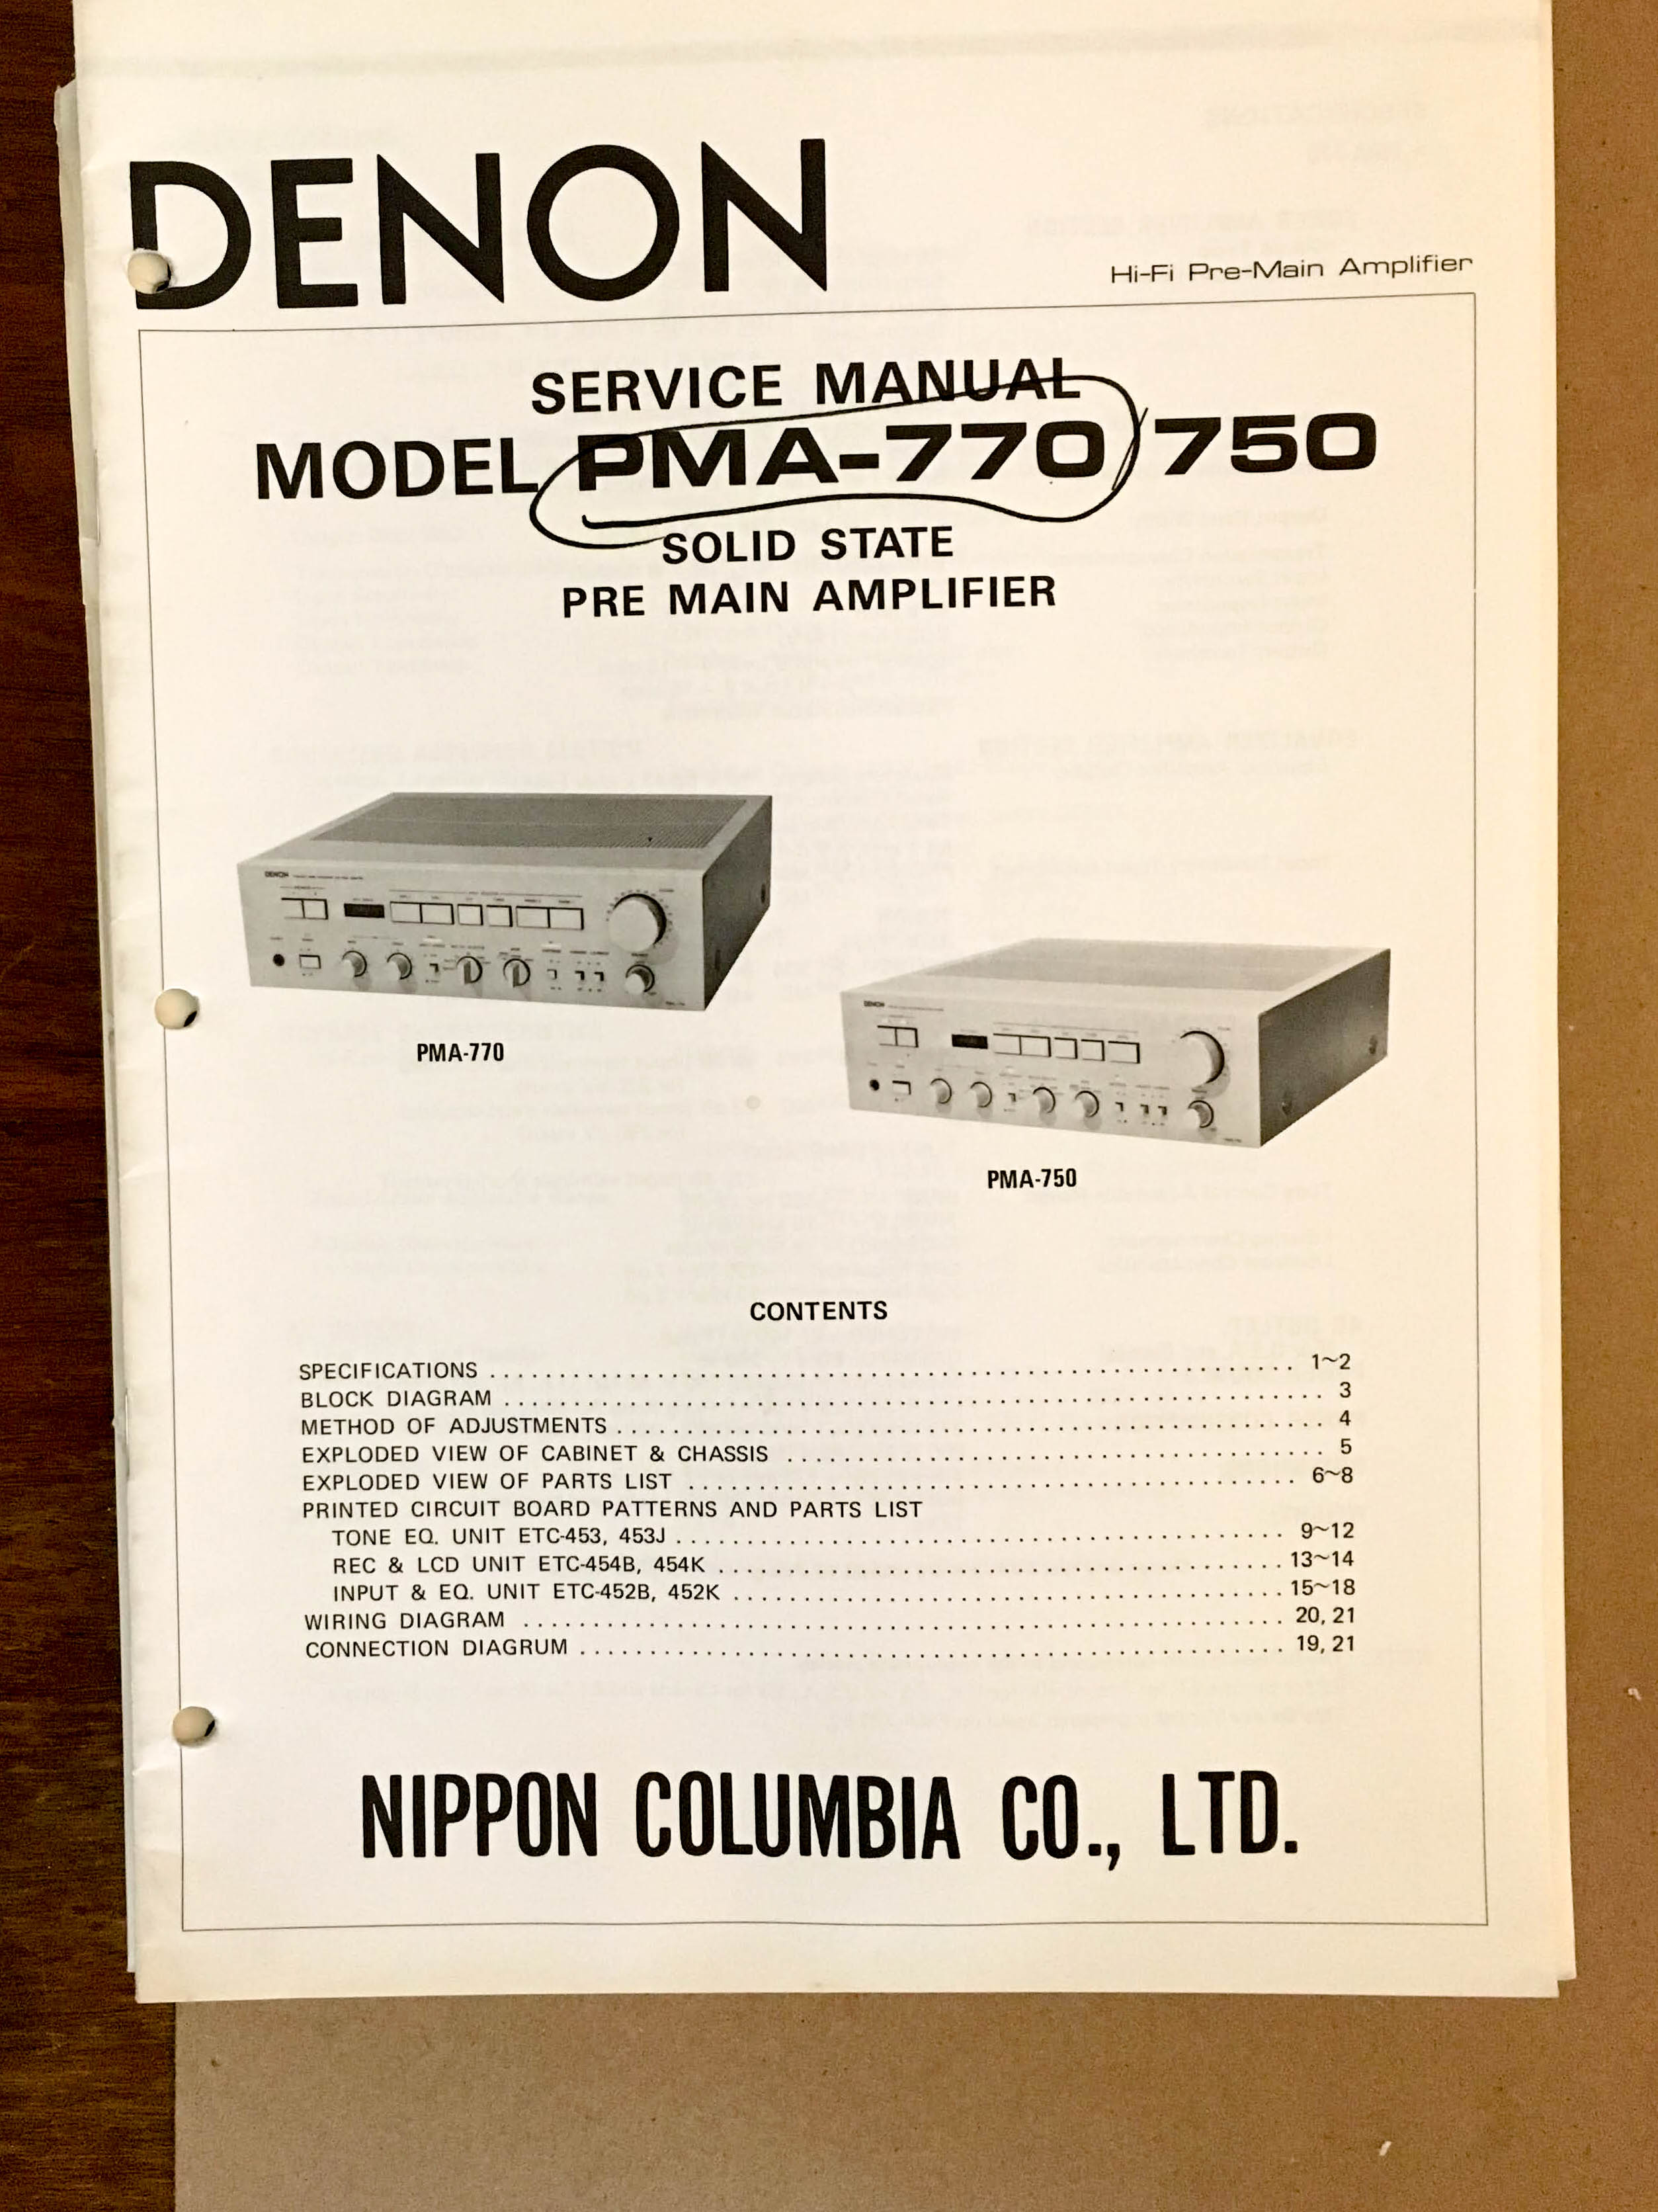 DENON
Hi-Fi Pre-Main Amplifier
SERVICE MANUAL
MODEL PMA-770/750
SOLID STATE
PRE MAIN AMPLIFIER
DENON
DENON
PMA-770
PMA-750
CONTENTS
SPECIFICATIONS . . . . . . . . . . . . . . . . . . . . 1~2
BLOCK DIAGRAM . . . . . . . . . . . . . . . . . . . . 3
METHOD OF ADJUSTMENTS . . . . . . . . . . . . . . . . . . . . 4
EXPLODED VIEW OF CABINET & CHASSIS . . . . . . . . . . . . . . . . . . . . 5
EXPLODED VIEW OF PARTS LIST . . . . . . . . . . . . . . . . . . . . 6~8
PRINTED CIRCUIT BOARD PATTERNS AND PARTS LIST
TONE EQ. UNIT ETC-453, 453J . . . . . . . . . . . . . . . . . . . . 9~12
REC & LCD UNIT ETC-454B, 454K . . . . . . . . . . . . . . . . . . . . 13~14
INPUT & EQ. UNIT ETC-452B, 452K . . . . . . . . . . . . . . . . . . . . 15~18
WIRING DIAGRAM . . . . . . . . . . . . . . . . . . . . 20, 21
CONNECTION DIAGRUM . . . . . . . . . . . . . . . . . . . . 19, 21
NIPPON COLUMBIA CO., LTD.